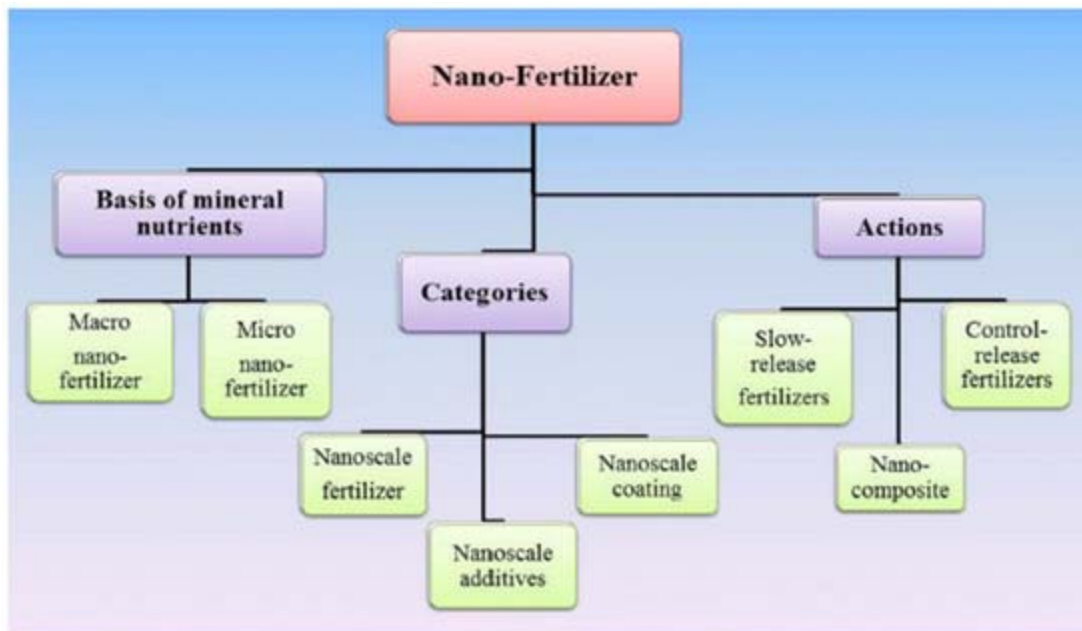 Nano-Fertilizer
Basis of mineral
nutrients
Categories
Actions
Macro
nano-
fertilizer
Micro
nano-
fertilizer
Slow-
release
fertilizers
Control-
release
fertilizers
Nanoscale
fertilizer
Nanoscale
coating
Nano-
composite
Nanoscale
additives